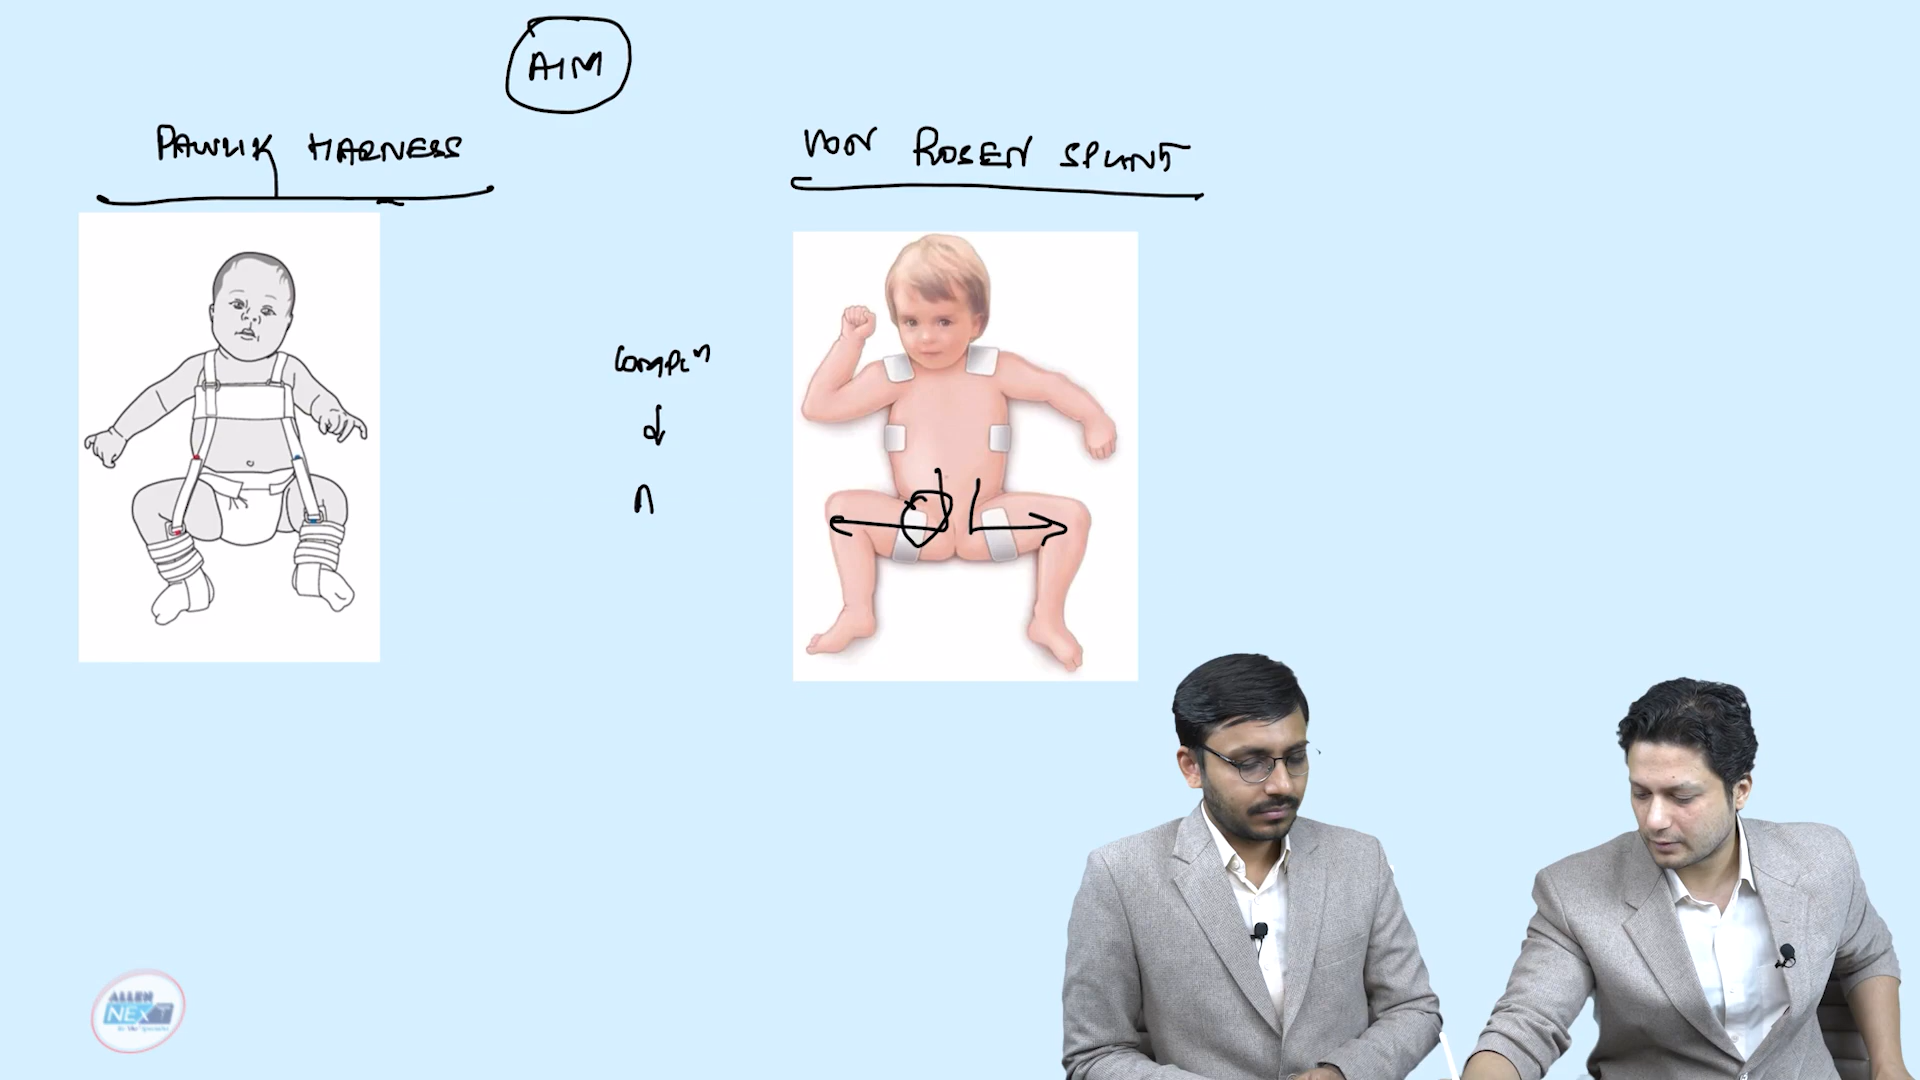 AIM
PAVLIK HARNESS
VON ROSEN SPLINT
Compl n
ALLEN
NEXT